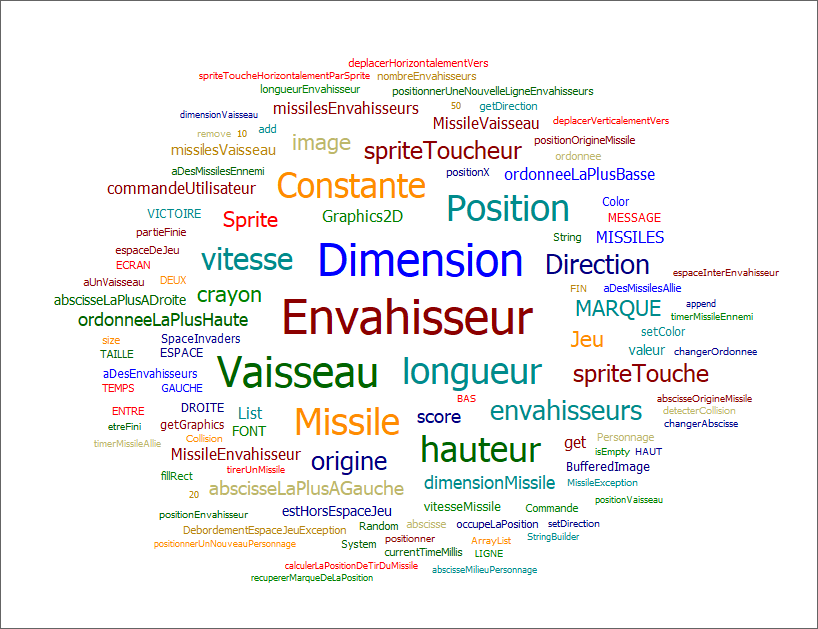 deplacerHorizontalementVers
spriteToucheHorizontalementParSprite nombreEnvahisseurs
longueurEnvahisseur positionnerUneNouvelleLigneEnvahisseurs
dimensionVaisseau missilesEnvahisseurs 50 getDirection
remove 10 add image MissileVaisseau deplacerVerticalementVers
missilesVaisseau spriteToucheur positionOrigineMissile
ordonnee
aDesMissilesEnnemi positionX ordonneeLaPlusBasse
commandeUtilisateur Constante
VICTOIRE Sprite Graphics2D Position Color
MESSAGE
partieFinie String MISSILES
espaceDeJeu vitesse Dimension Direction
ECRAN espaceInterEnvahisseur
aUnVaisseau DEUX FIN aDesMissilesAllie
abscisseLaPlusADroite crayon MARQUE append
ordonneeLaPlusHaute Envahisseur timerMissileEnnemi
size SpaceInvaders Jeu setColor
TAILLE ESPACE valeur changerOrdonnee
aDesEnvahisseurs Vaisseau longueur spriteTouche
TEMPS GAUCHE
BAS abscisseOrigineMissile
ENTRE DROITE List Missile score envahisseurs detecterCollision
etreFini getGraphics FONT changerAbscisse
timerMissileAllie Collision get Personnage
MissileEnvahisseur origine hauteur isEmpty HAUT
tirerUnMissile BufferedImage
fillRect abscisseLaPlusAGauche dimensionMissile MissileException
20 positionVaisseau
positionEnvahisseur estHorsEspaceJeu vitesseMissile Commande
DebordementEspaceJeuException Random abscisse occupeLaPosition setDirection
positionnerUnNouveauPersonnage System positionner ArrayList StringBuilder
currentTimeMillis LIGNE
calculerLaPositionDeTirDuMissile abscisseMilieuPersonnage
recupererMarqueDeLaPosition